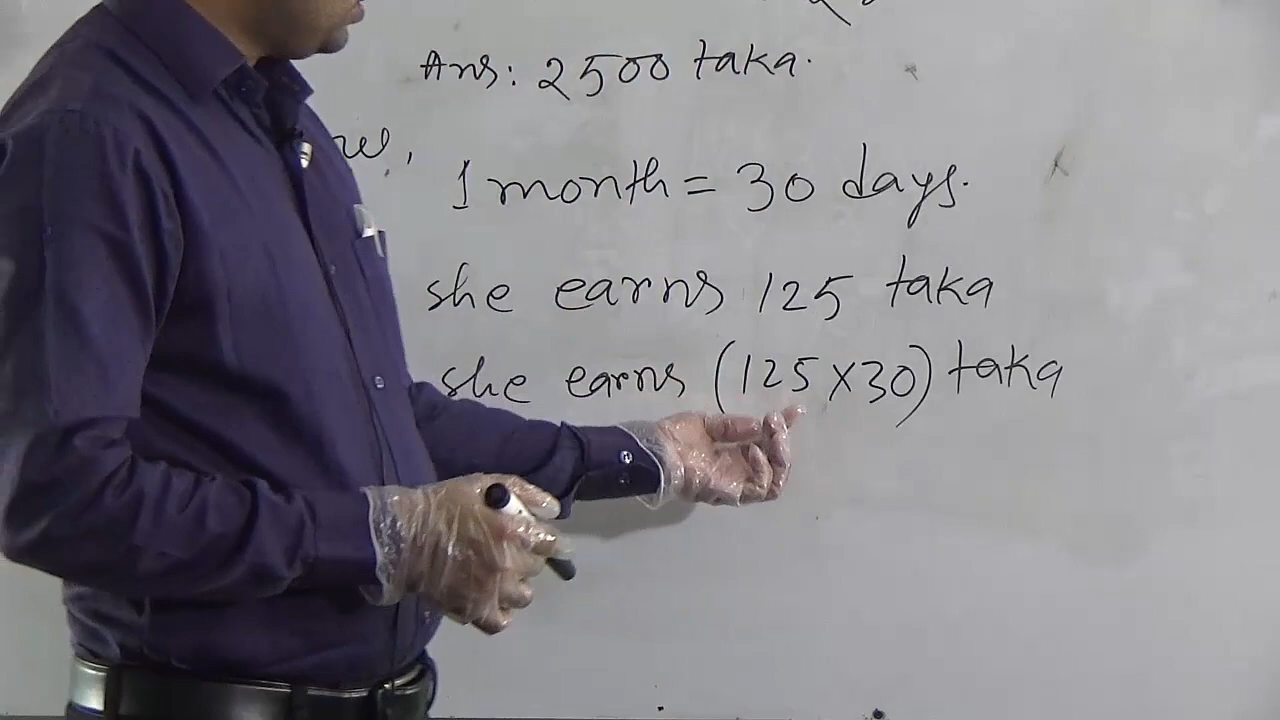 Ans: 2500 taka.
w,
1 month = 30 days.
she earns 125 taka
she earns (125×30) taka